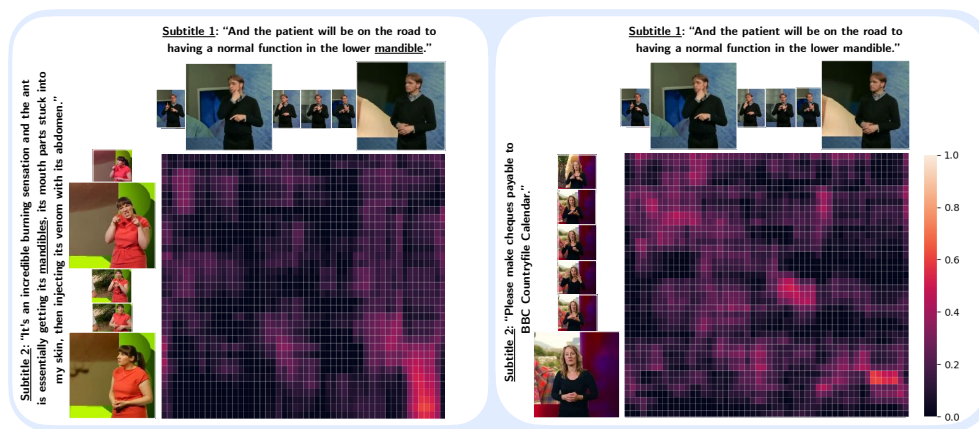 Subtitle 1: “And the patient will be on the road to
having a normal function in the lower mandible.”
Subtitle 2: “It's an incredible burning sensation and the ant
is essentially getting its mandibles, its mouth parts stuck into
my skin, then injecting its venom with its abdomen.”
Subtitle 1: “And the patient will be on the road to
having a normal function in the lower mandible.”
Subtitle 2: “Please make cheques payable to
BBC Countryfile Calendar.”
1.0
0.8
0.6
0.4
0.2
0.0